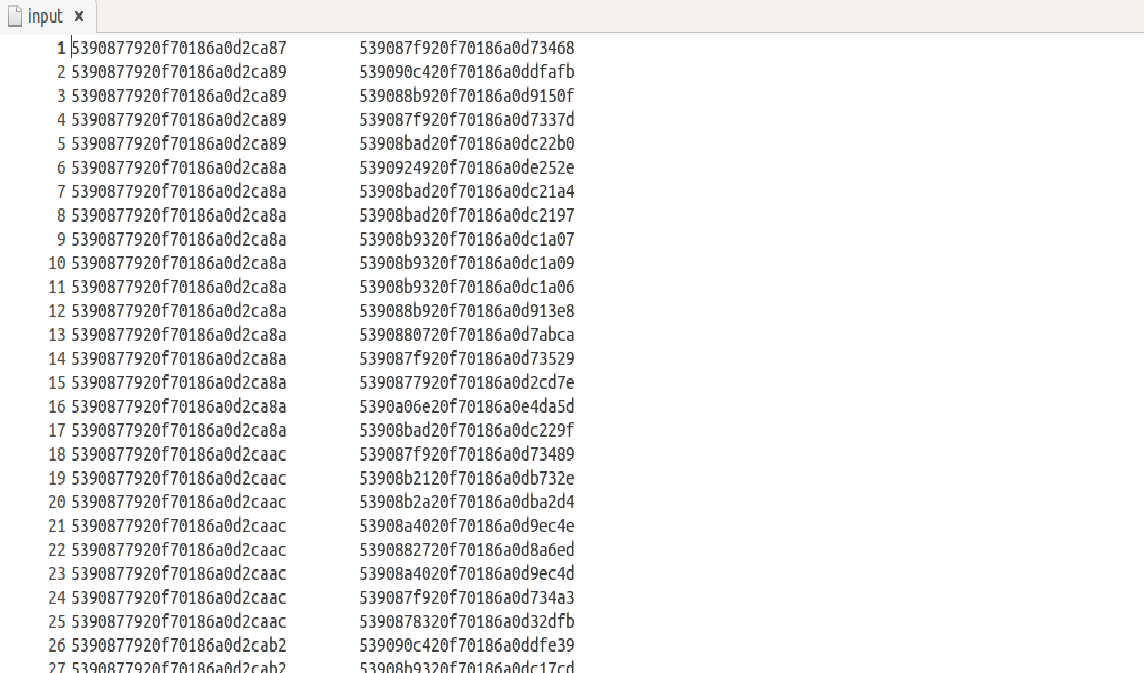 input ×
1 5390877920f70186a0d2ca87 539087f920f70186a0d73468
2 5390877920f70186a0d2ca89 539090c420f70186a0ddfafb
3 5390877920f70186a0d2ca89 539088b920f70186a0d9150f
4 5390877920f70186a0d2ca89 539087f920f70186a0d7337d
5 5390877920f70186a0d2ca89 53908bad20f70186a0dc22b0
6 5390877920f70186a0d2ca8a 5390924920f70186a0de252e
7 5390877920f70186a0d2ca8a 53908bad20f70186a0dc21a4
8 5390877920f70186a0d2ca8a 53908bad20f70186a0dc2197
9 5390877920f70186a0d2ca8a 53908b9320f70186a0dc1a07
10 5390877920f70186a0d2ca8a 53908b9320f70186a0dc1a09
11 5390877920f70186a0d2ca8a 53908b9320f70186a0dc1a06
12 5390877920f70186a0d2ca8a 539088b920f70186a0d913e8
13 5390877920f70186a0d2ca8a 5390880720f70186a0d7abca
14 5390877920f70186a0d2ca8a 539087f920f70186a0d73529
15 5390877920f70186a0d2ca8a 5390877920f70186a0d2cd7e
16 5390877920f70186a0d2ca8a 5390a06e20f70186a0e4da5d
17 5390877920f70186a0d2ca8a 53908bad20f70186a0dc229f
18 5390877920f70186a0d2caac 539087f920f70186a0d73489
19 5390877920f70186a0d2caac 53908b2120f70186a0db732e
20 5390877920f70186a0d2caac 53908b2a20f70186a0dba2d4
21 5390877920f70186a0d2caac 53908a4020f70186a0d9ec4e
22 5390877920f70186a0d2caac 5390882720f70186a0d8a6ed
23 5390877920f70186a0d2caac 53908a4020f70186a0d9ec4d
24 5390877920f70186a0d2caac 539087f920f70186a0d734a3
25 5390877920f70186a0d2caac 5390878320f70186a0d32dfb
26 5390877920f70186a0d2cab2 539090c420f70186a0ddfe39
27 5390877920f70186a0d2cab2 53908b9320f70186a0dc17cd